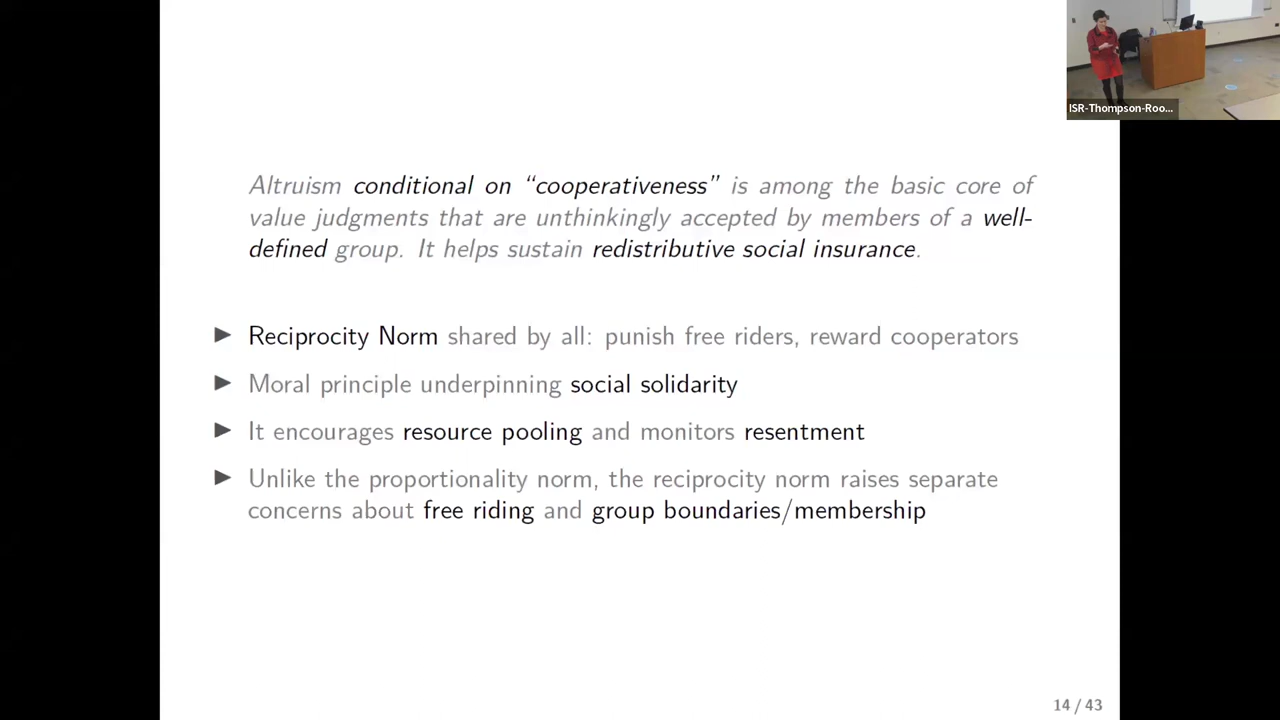 ISR-Thompson-Roo...
Altruism conditional on “cooperativeness” is among the basic core of
value judgments that are unthinkingly accepted by members of a well-
defined group. It helps sustain redistributive social insurance.
▶ Reciprocity Norm shared by all: punish free riders, reward cooperators
▶ Moral principle underpinning social solidarity
▶ It encourages resource pooling and monitors resentment
▶ Unlike the proportionality norm, the reciprocity norm raises separate
concerns about free riding and group boundaries/membership
14 / 43